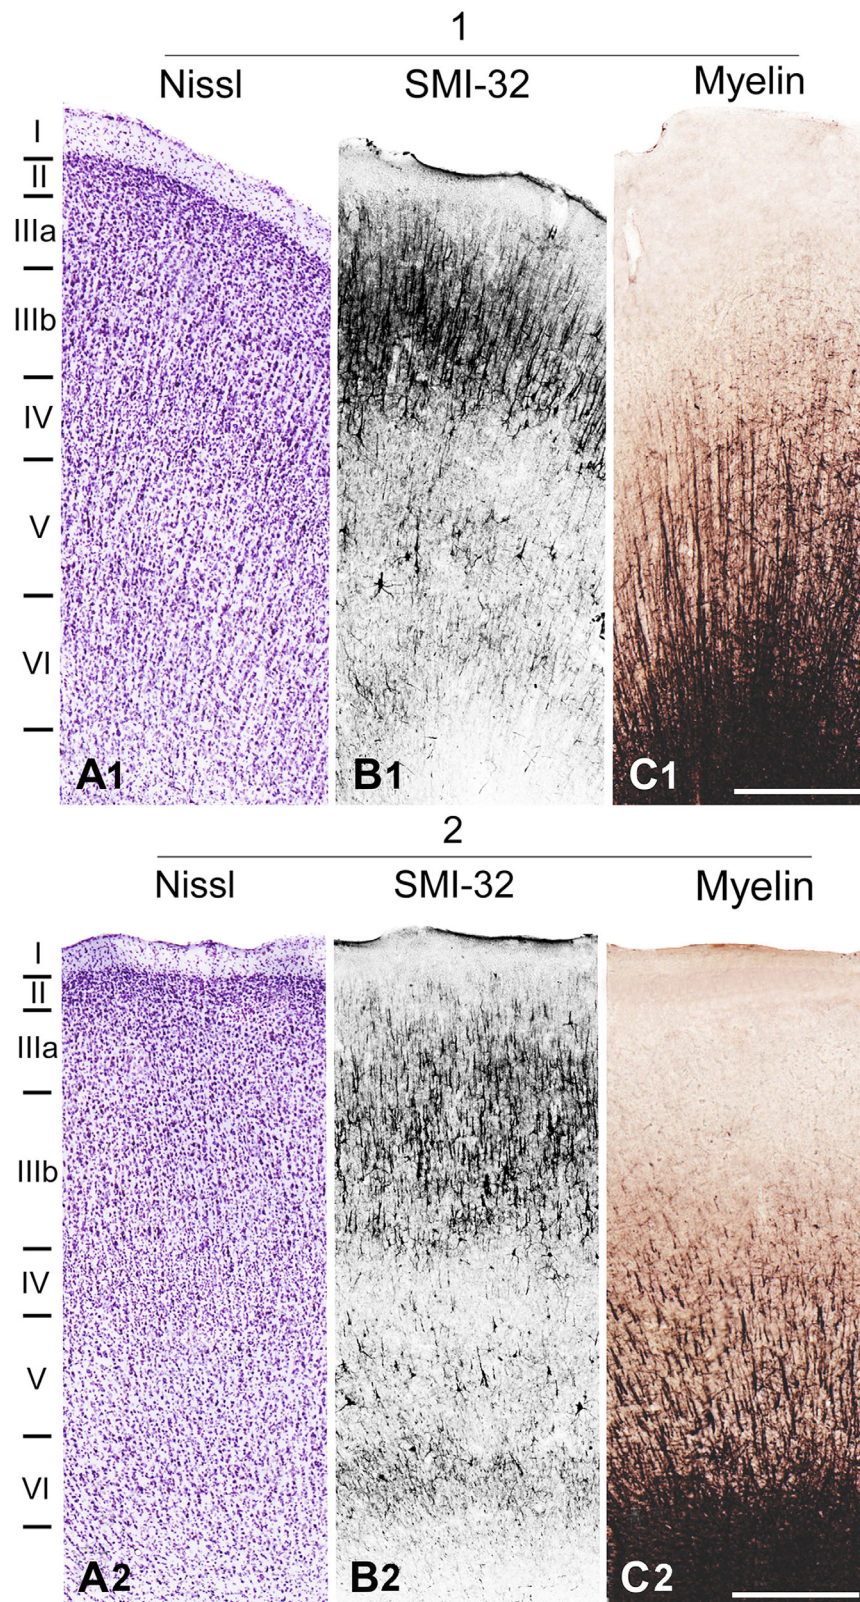 1
Nissl SMI-32 Myelin
I
II
IIIa
IIIb
IV
V
VI
A1 B1 C1
2
Nissl SMI-32 Myelin
I
II
IIIa
IIIb
IV
V
VI
A2 B2 C2